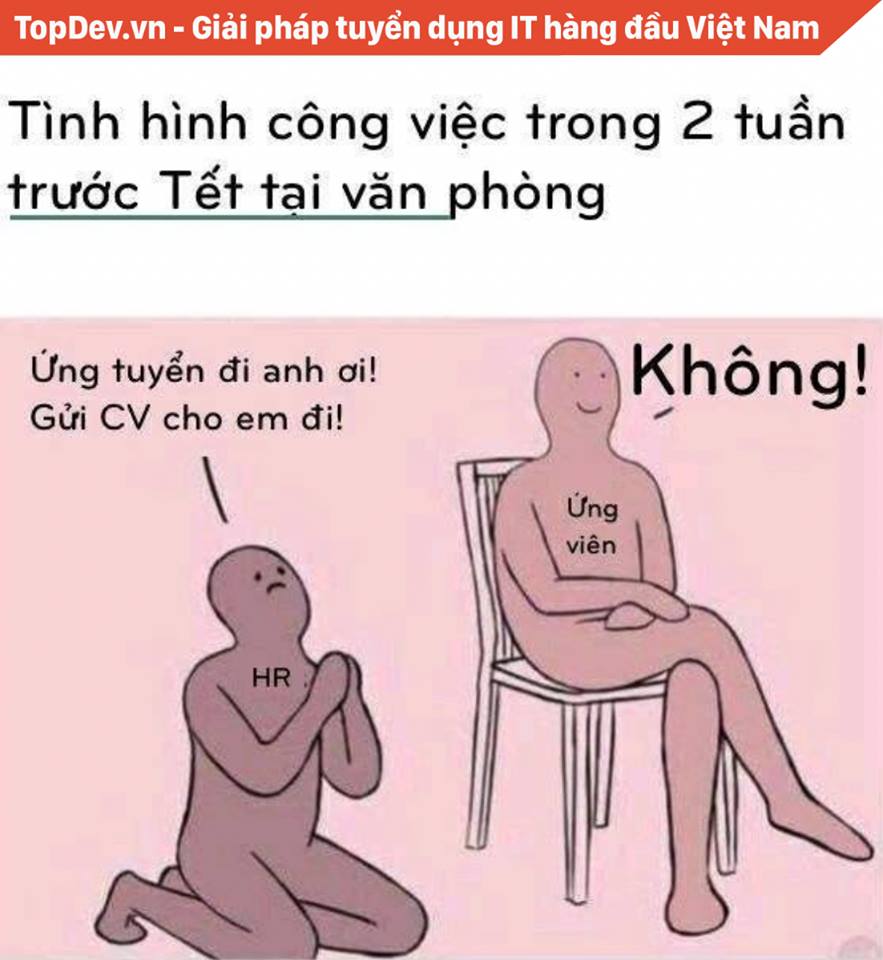 TopDev.vn - Giải pháp tuyển dụng IT hàng đầu Việt Nam
Tình hình công việc trong 2 tuần
trước Tết tại văn phòng
Ứng tuyển đi anh ơi!
Gửi CV cho em đi!
Không!
Ứng
viên
HR